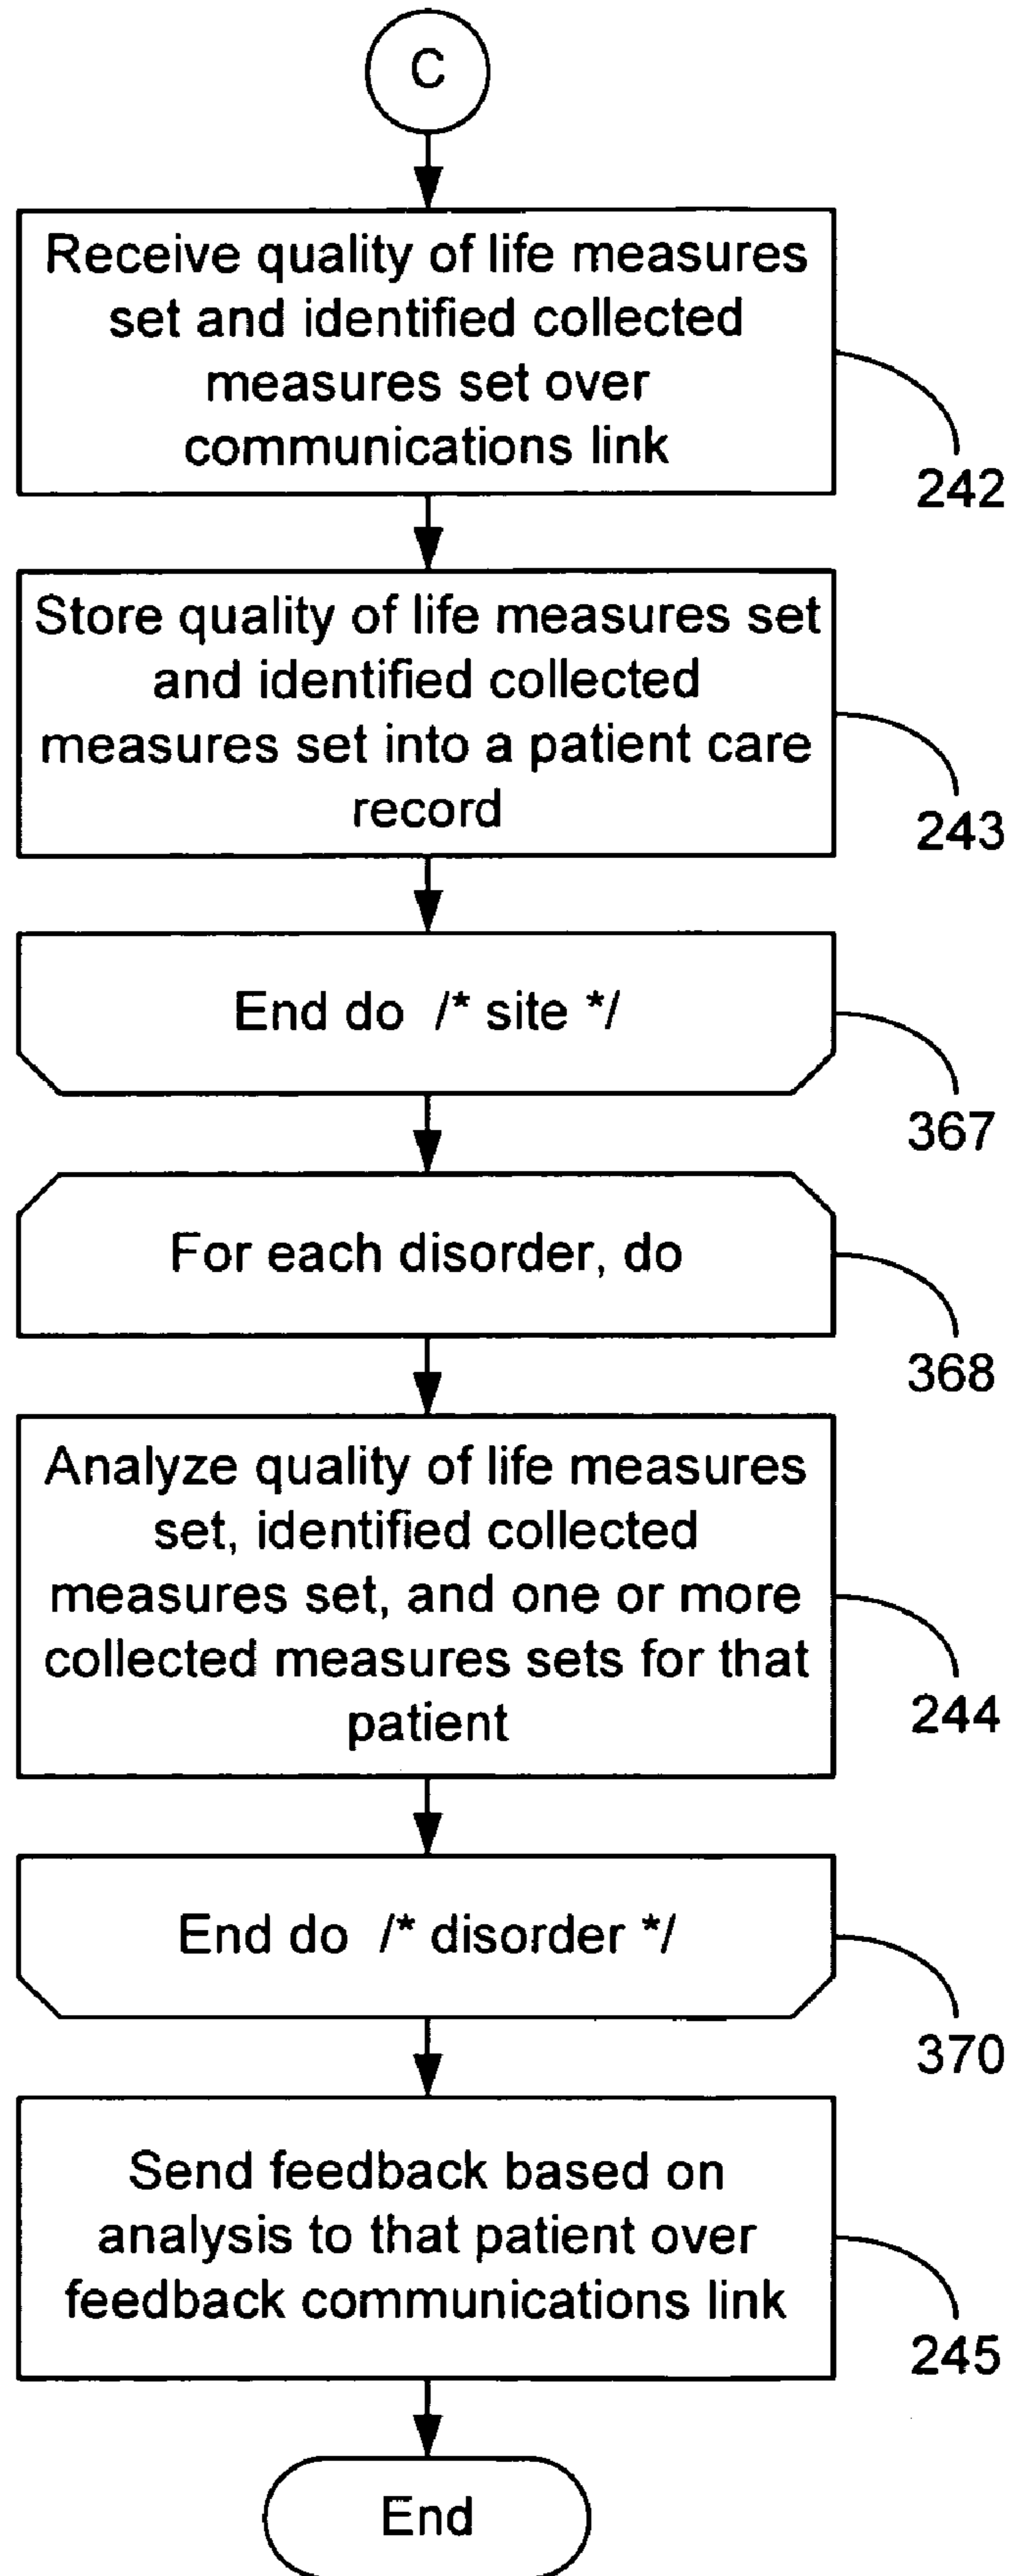 C
Receive quality of life measures
set and identified collected
measures set over
communications link
242
Store quality of life measures set
and identified collected
measures set into a patient care
record
243
End do /* site */
367
For each disorder, do
368
Analyze quality of life measures
set, identified collected
measures set, and one or more
collected measures sets for that
patient
244
End do /* disorder */
370
Send feedback based on
analysis to that patient over
feedback communications link
245
End